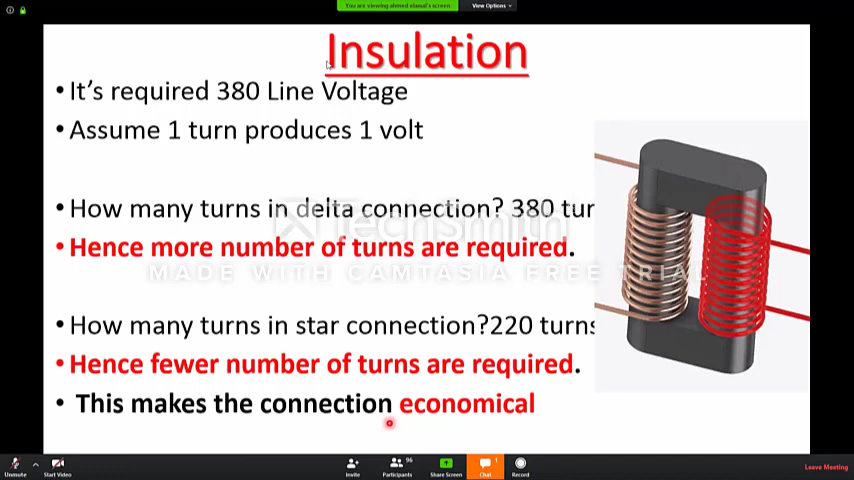 You are viewing ahmed elassal's screen View Options
Insulation
• It's required 380 Line Voltage
• Assume 1 turn produces 1 volt
• How many turns in delta connection? 380 tur
• Hence more number of turns are required.
TechSmith
MADE WITH CAMTASIA FREE TRIAL
• How many turns in star connection?220 turns
• Hence fewer number of turns are required.
• This makes the connection economical
Unmute Start Video Invite Participants 96 Share Screen Chat 1 Record Leave Meeting